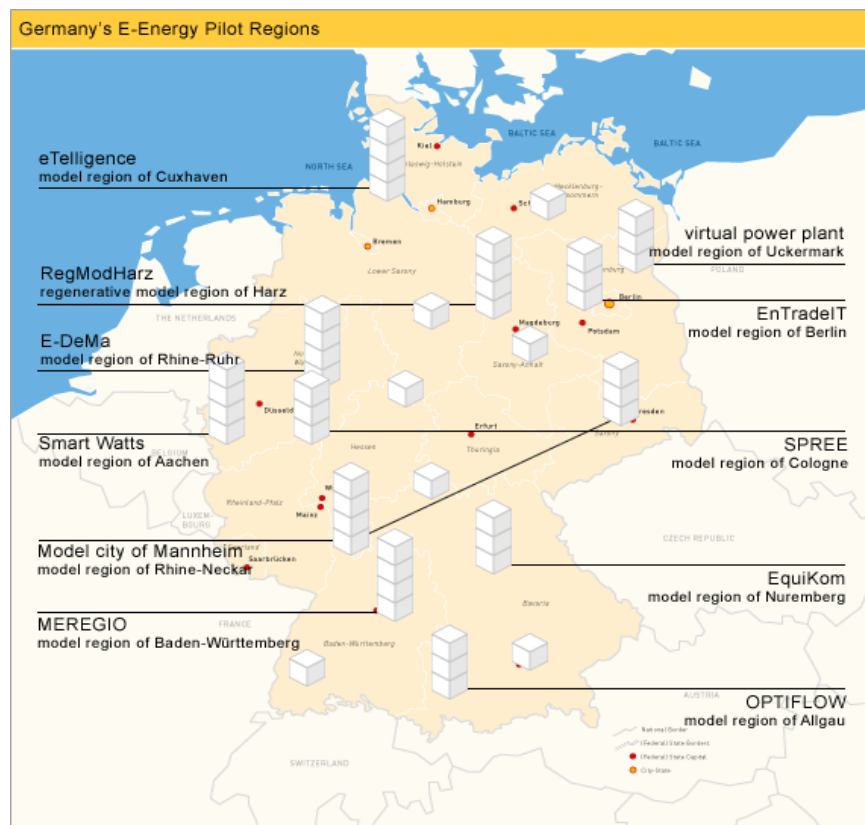 Germany's E-Energy Pilot Regions
BALTIC SEA
BALTIC SEA
NORTH SEA
Kiel
eTelligence
model region of Cuxhaven
Hamburg
Bremen
Lower Saxony
virtual power plant
model region of Uckermark
POLAND
RegModHarz
regenerative model region of Harz
Berlin
EnTradeIT
model region of Berlin
THE NETHERLANDS
Magdeburg
Potsdam
E-DeMa
model region of Rhine-Ruhr
Saxony-Anhalt
Erfurt
Saxony
Smart Watts
model region of Aachen
BELGIUM
Hessen
Thuringia
SPREE
model region of Cologne
Rheinland-Pfalz
LUXEM-
BOURG
Mainz
CZECH REPUBLIC
Model city of Mannheim
model region of Rhine-Neckar
Saarbrücken
EquiKom
model region of Nuremberg
Bavaria
MEREGIO
model region of Baden-Württemberg
FRANCE
Baden-Württemberg
AUSTRIA
OPTIFLOW
model region of Allgau
National Border
(Federal) State Borders
(Federal) State Capital
City-State
SWITZERLAND